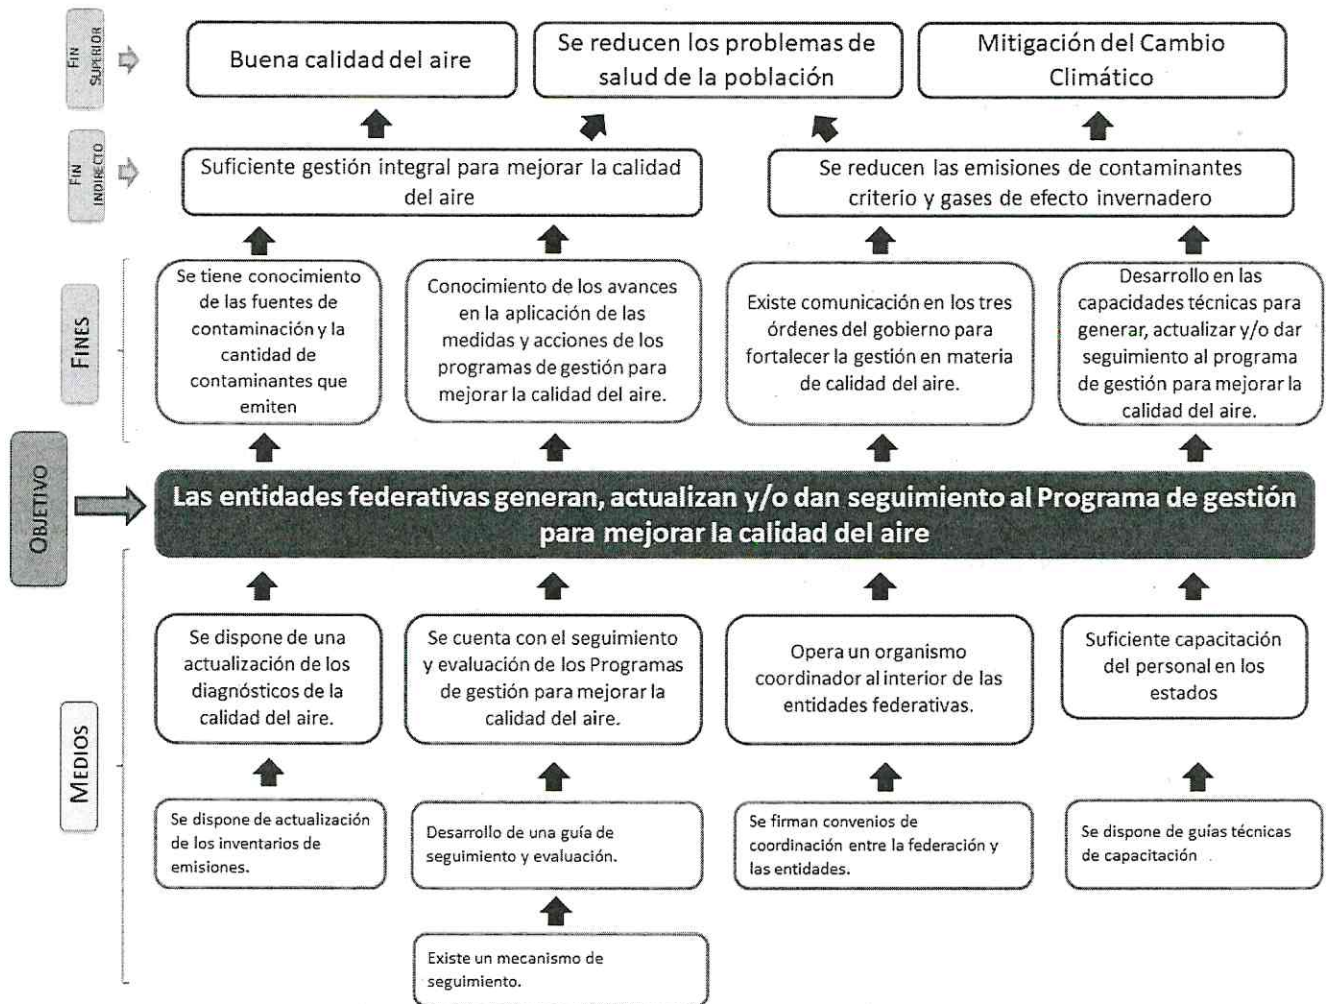 FIN
SUPERIOR
Buena calidad del aire
Se reducen los problemas de
salud de la población
Mitigación del Cambio
Climático
FIN
INDIRECTO
Suficiente gestión integral para mejorar la calidad
del aire
Se reducen las emisiones de contaminantes
criterio y gases de efecto invernadero
FINES
Se tiene conocimiento
de las fuentes de
contaminación y la
cantidad de
contaminantes que
emiten
Conocimiento de los avances
en la aplicación de las
medidas y acciones de los
programas de gestión para
mejorar la calidad del aire.
Existe comunicación en los tres
órdenes del gobierno para
fortalecer la gestión en materia
de calidad del aire.
Desarrollo en las
capacidades técnicas para
generar, actualizar y/o dar
seguimiento al programa
de gestión para mejorar la
calidad del aire.
OBJETIVO
Las entidades federativas generan, actualizan y/o dan seguimiento al Programa de gestión
para mejorar la calidad del aire
MEDIOS
Se dispone de una
actualización de los
diagnósticos de la
calidad del aire.
Se cuenta con el seguimiento
y evaluación de los Programas
de gestión para mejorar la
calidad del aire.
Opera un organismo
coordinador al interior de las
entidades federativas.
Suficiente capacitación
del personal en los
estados
Se dispone de actualización
de los inventarios de
emisiones.
Desarrollo de una guía de
seguimiento y evaluación.
Se firman convenios de
coordinación entre la federación y
las entidades.
Se dispone de guías técnicas
de capacitación
Existe un mecanismo de
seguimiento.